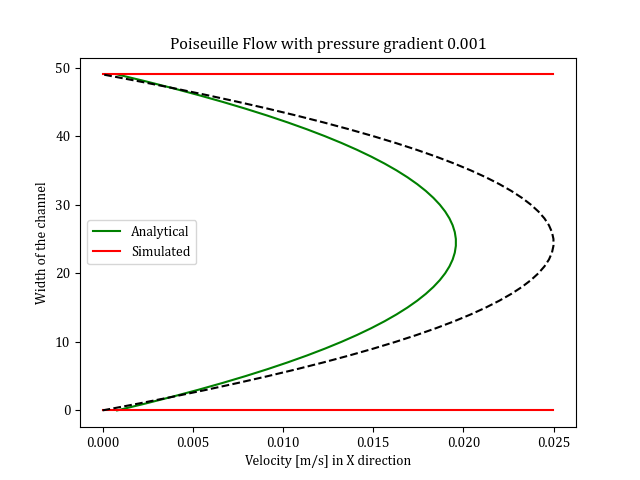 Poiseuille Flow with pressure gradient 0.001
Width of the channel
50
40
30
20
10
0
Analytical
Simulated
0.000 0.005 0.010 0.015 0.020 0.025
Velocity [m/s] in X direction